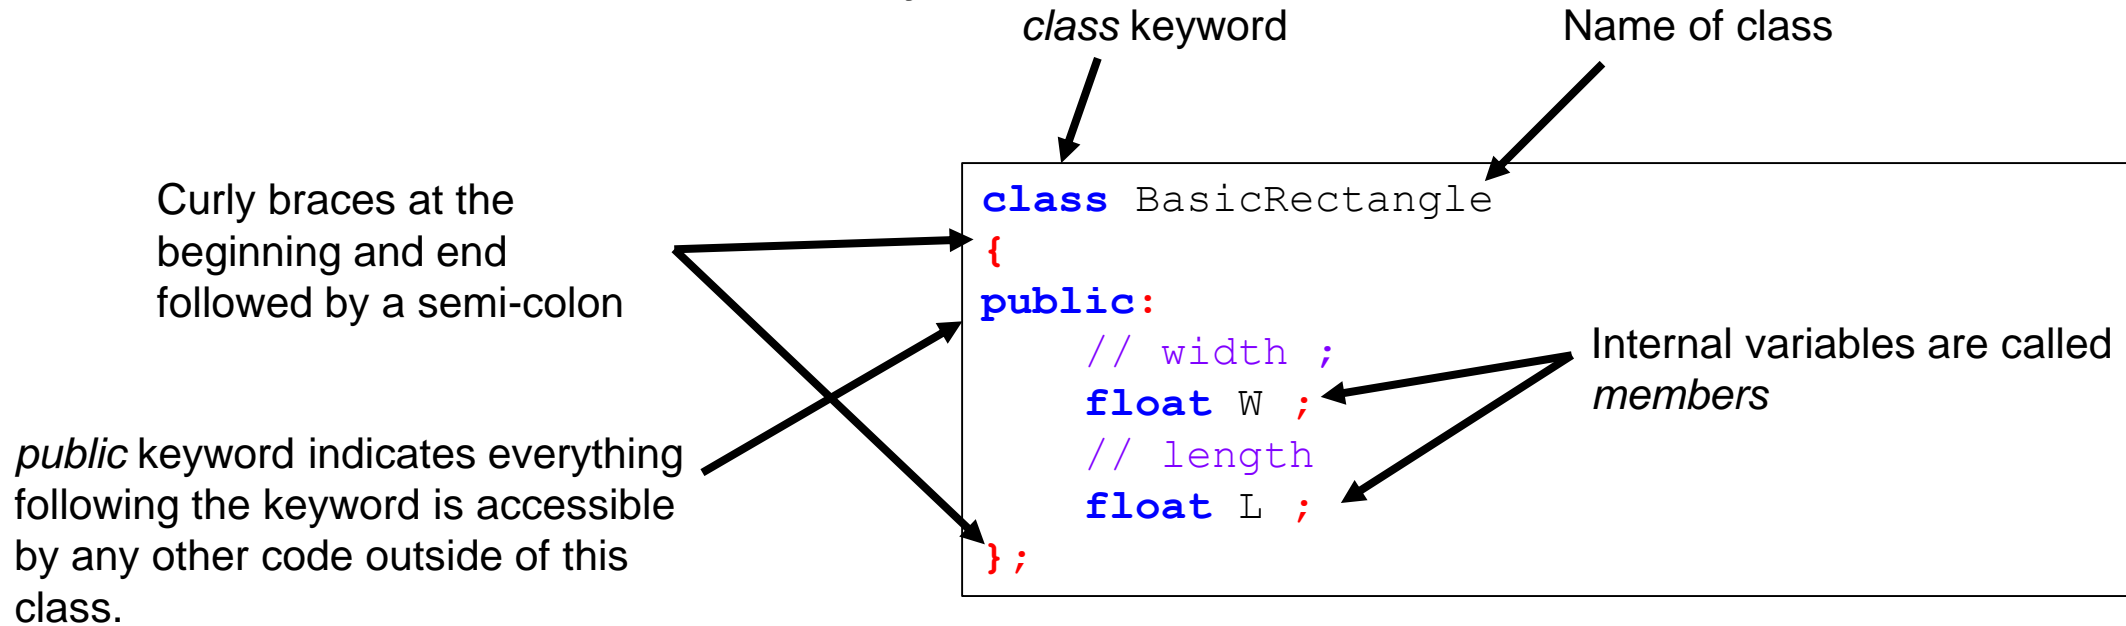 class keyword
Name of class
Curly braces at the
beginning and end
followed by a semi-colon
class BasicRectangle
{
public:
// width ;
float W ;
// length
float L ;
};
Internal variables are called
members
public keyword indicates everything
following the keyword is accessible
by any other code outside of this
class.